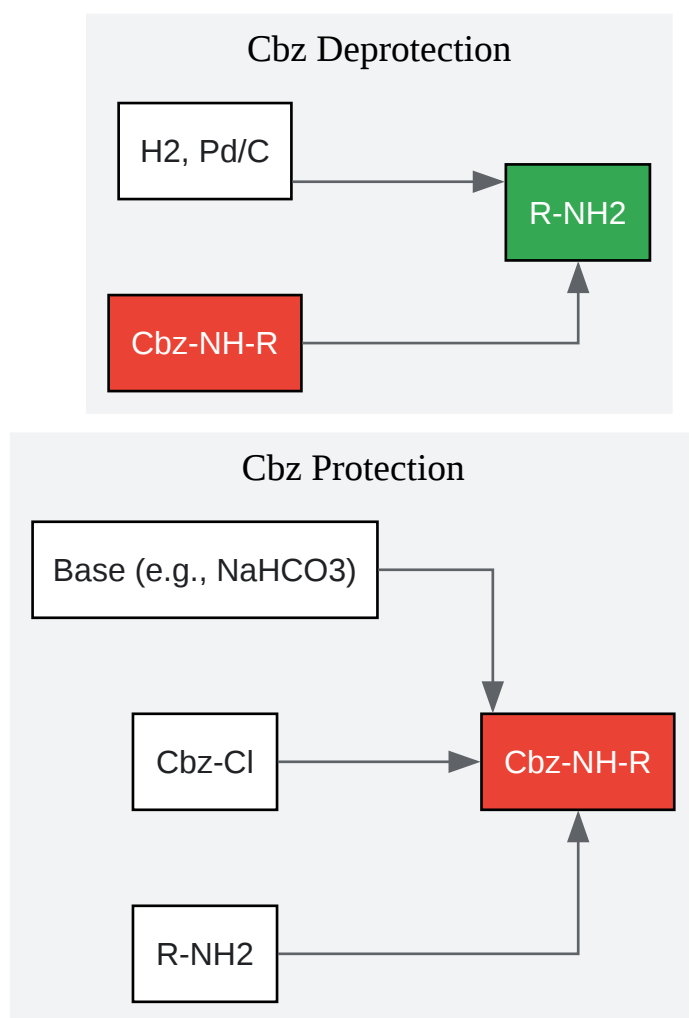 Cbz Deprotection
H2, Pd/C
R-NH2
Cbz-NH-R
Cbz Protection
Base (e.g., NaHCO3)
Cbz-Cl
Cbz-NH-R
R-NH2